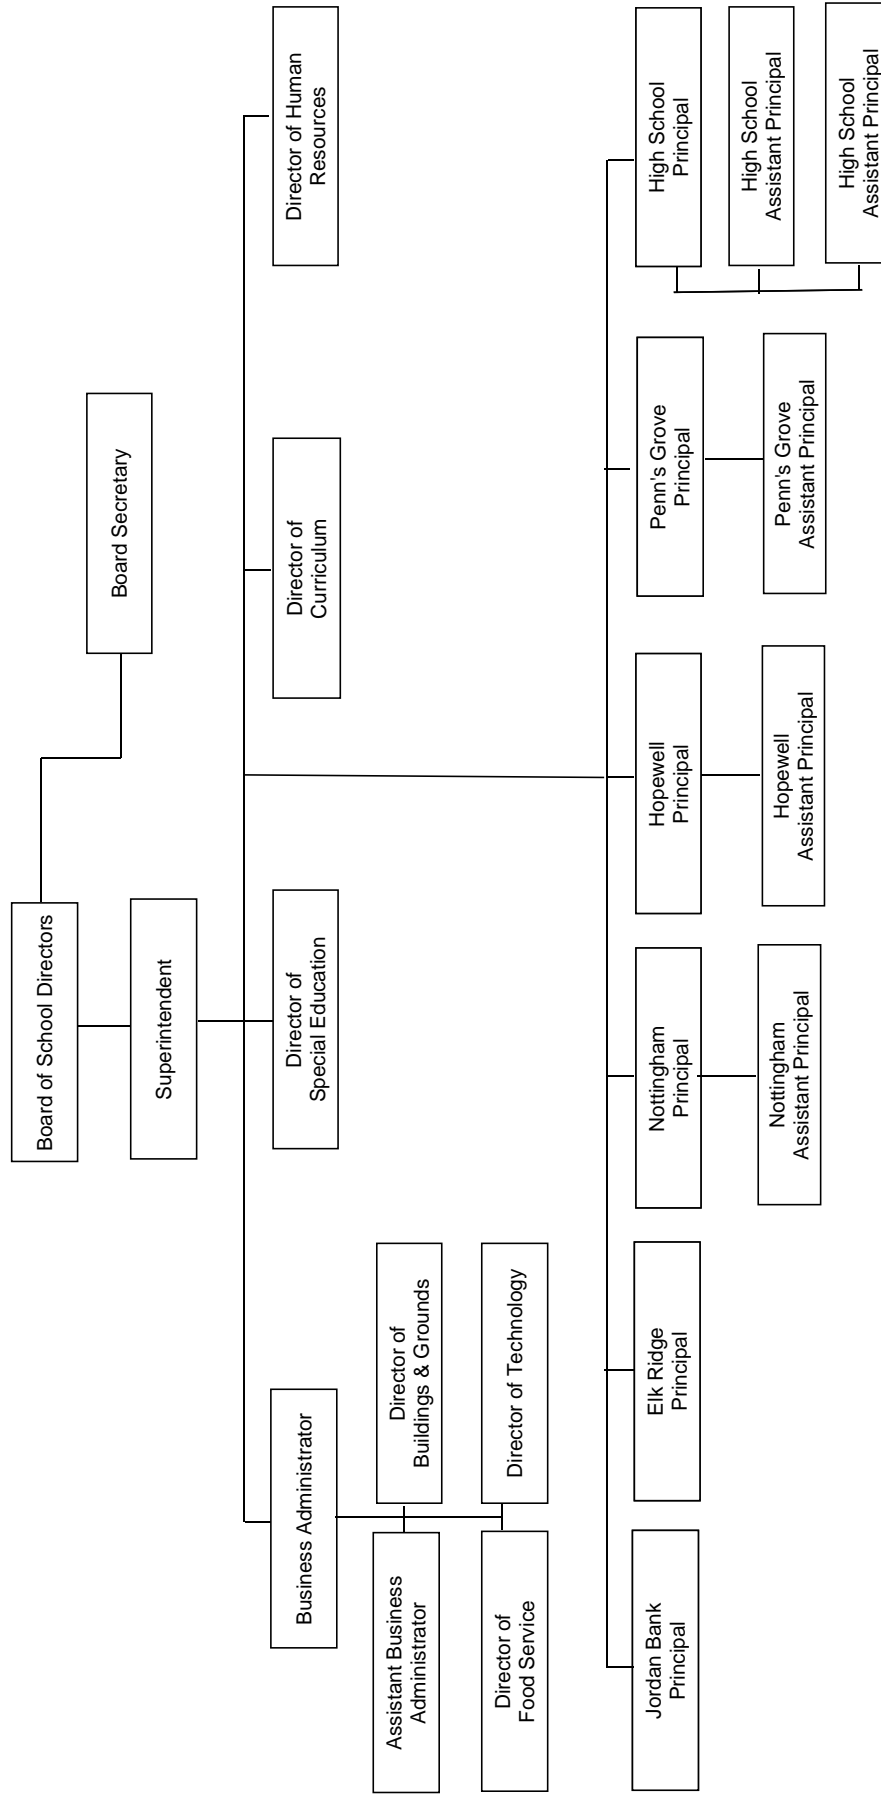 Board of School Directors
Board Secretary
Superintendent
Business Administrator
Director of
Special Education
Director of
Curriculum
Director of Human
Resources
Assistant Business
Administrator
Director of
Buildings & Grounds
Director of
Food Service
Director of Technology
Jordan Bank
Principal
Elk Ridge
Principal
Nottingham
Principal
Hopewell
Principal
Penn's Grove
Principal
High School
Principal
Nottingham
Assistant Principal
Hopewell
Assistant Principal
Penn's Grove
Assistant Principal
High School
Assistant Principal
High School
Assistant Principal